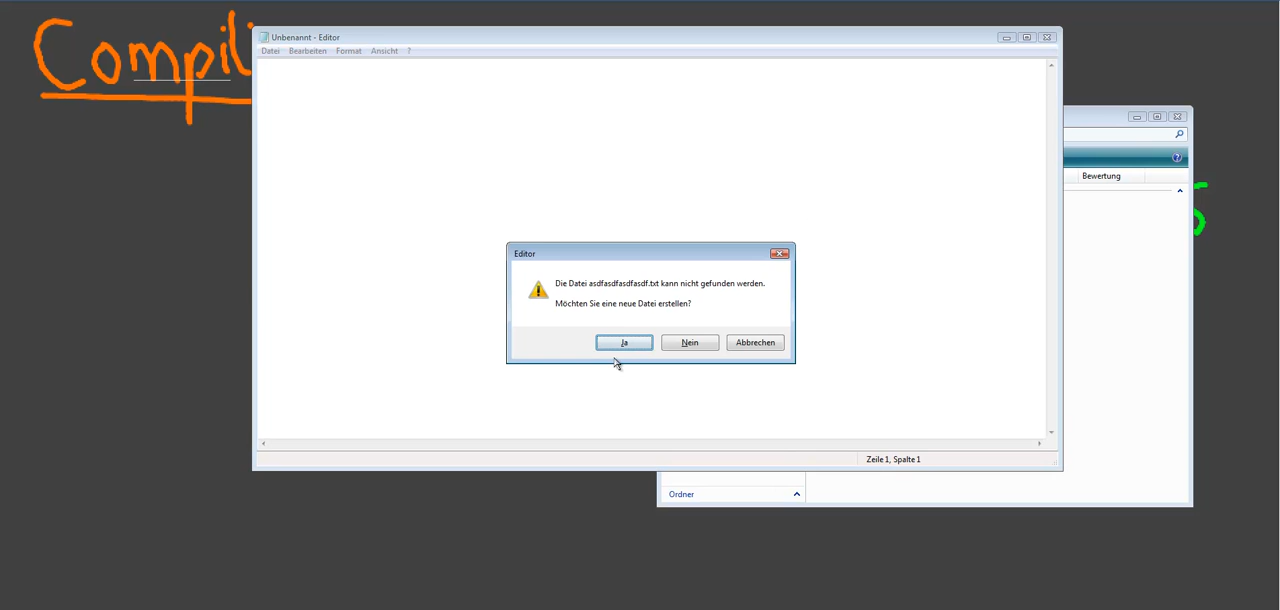 Compil
Unbenannt - Editor
Datei Bearbeiten Format Ansicht ?
Bewertung
Editor
Die Datei asdfasdfasdfasdf.txt kann nicht gefunden werden.
Möchten Sie eine neue Datei erstellen?
Ja Nein Abbrechen
Zeile 1, Spalte 1
Ordner